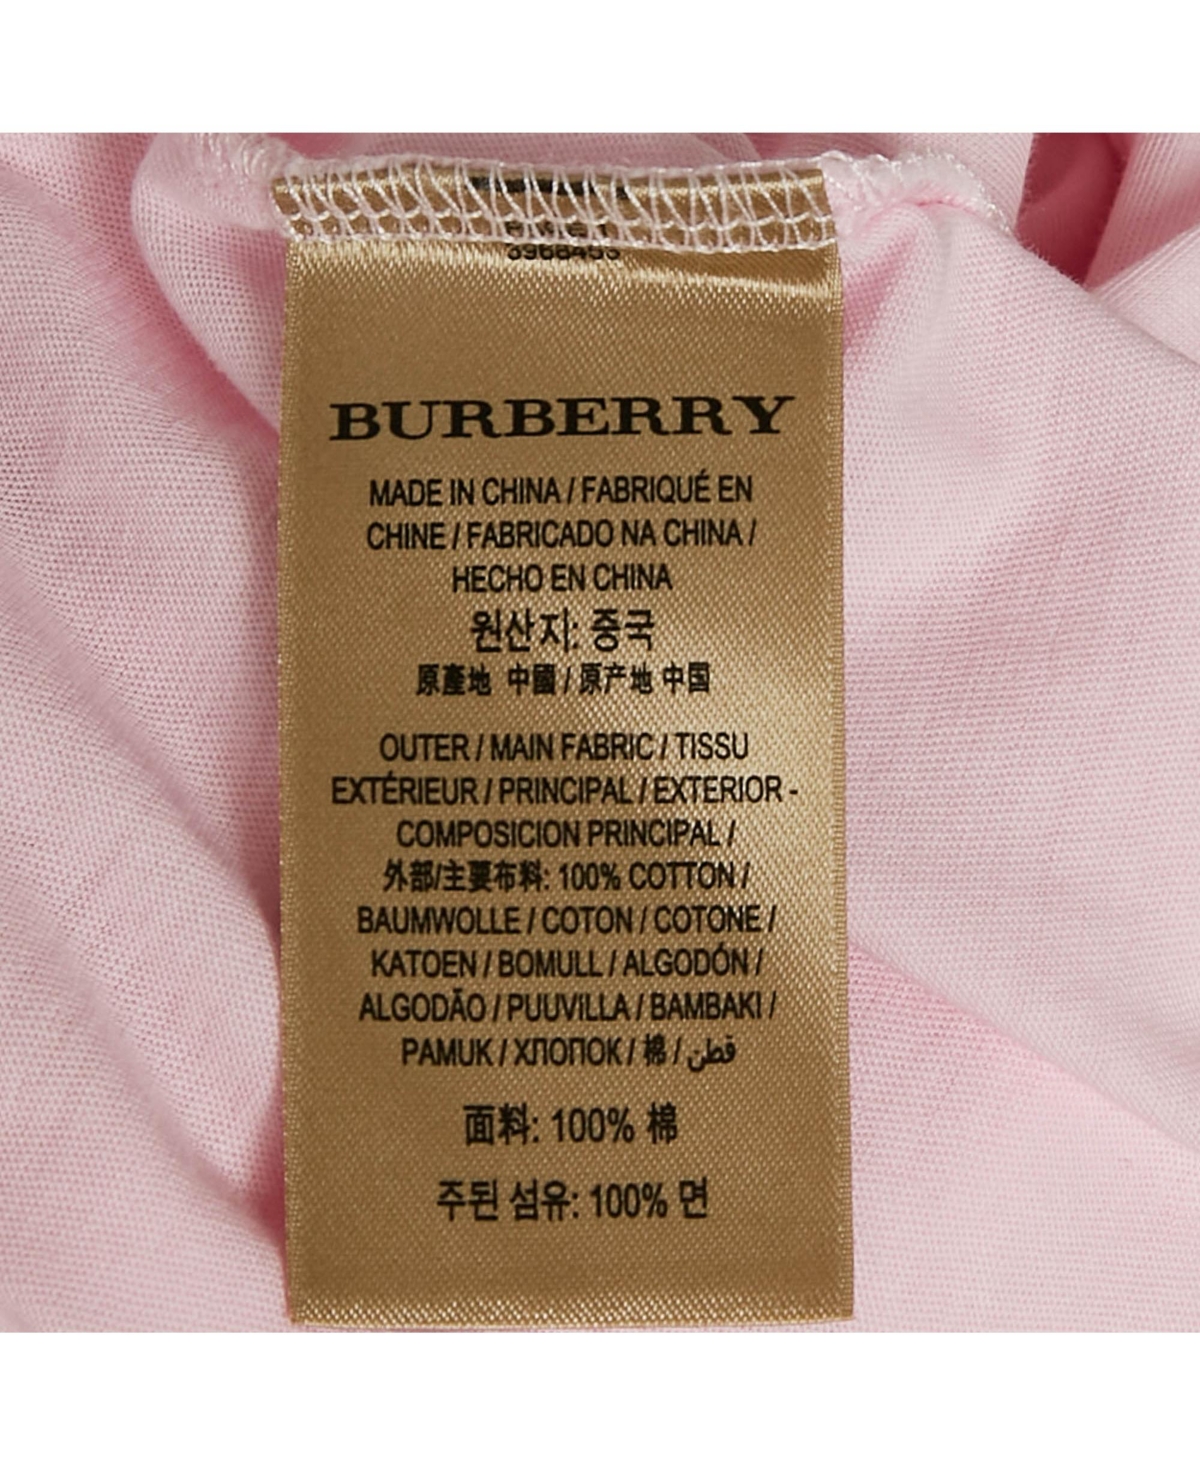 3968453
BURBERRY
MADE IN CHINA / FABRIQUÉ EN
CHINE / FABRICADO NA CHINA /
HECHO EN CHINA
원산지: 중국
原產地 中國 / 原产地 中国
OUTER / MAIN FABRIC / TISSU
EXTÉRIEUR / PRINCIPAL / EXTERIOR -
COMPOSICION PRINCIPAL /
外部/主要布料: 100% COTTON /
BAUMWOLLE / COTON / COTONE /
KATOEN / BOMULL / ALGODÓN /
ALGODÃO / PUUVILLA / BAMBAKI /
PAMUK / ХЛОПОК / 棉 / قطن
面料: 100% 棉
주된 섬유: 100% 면